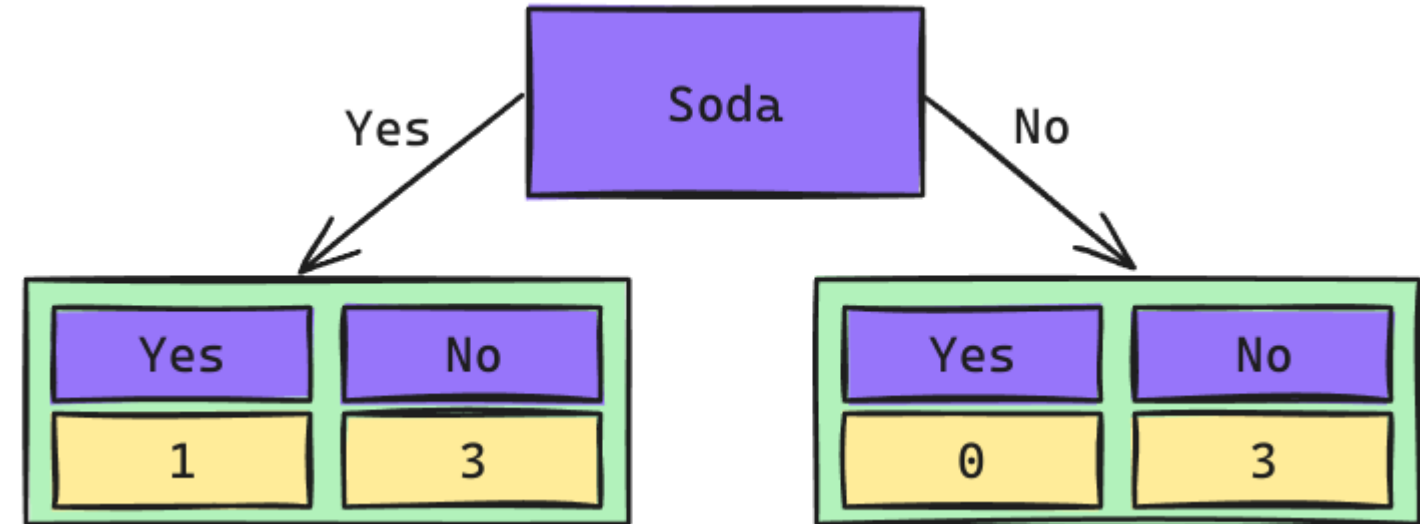 Soda
Yes
No
Yes No
1 3
Yes No
0 3